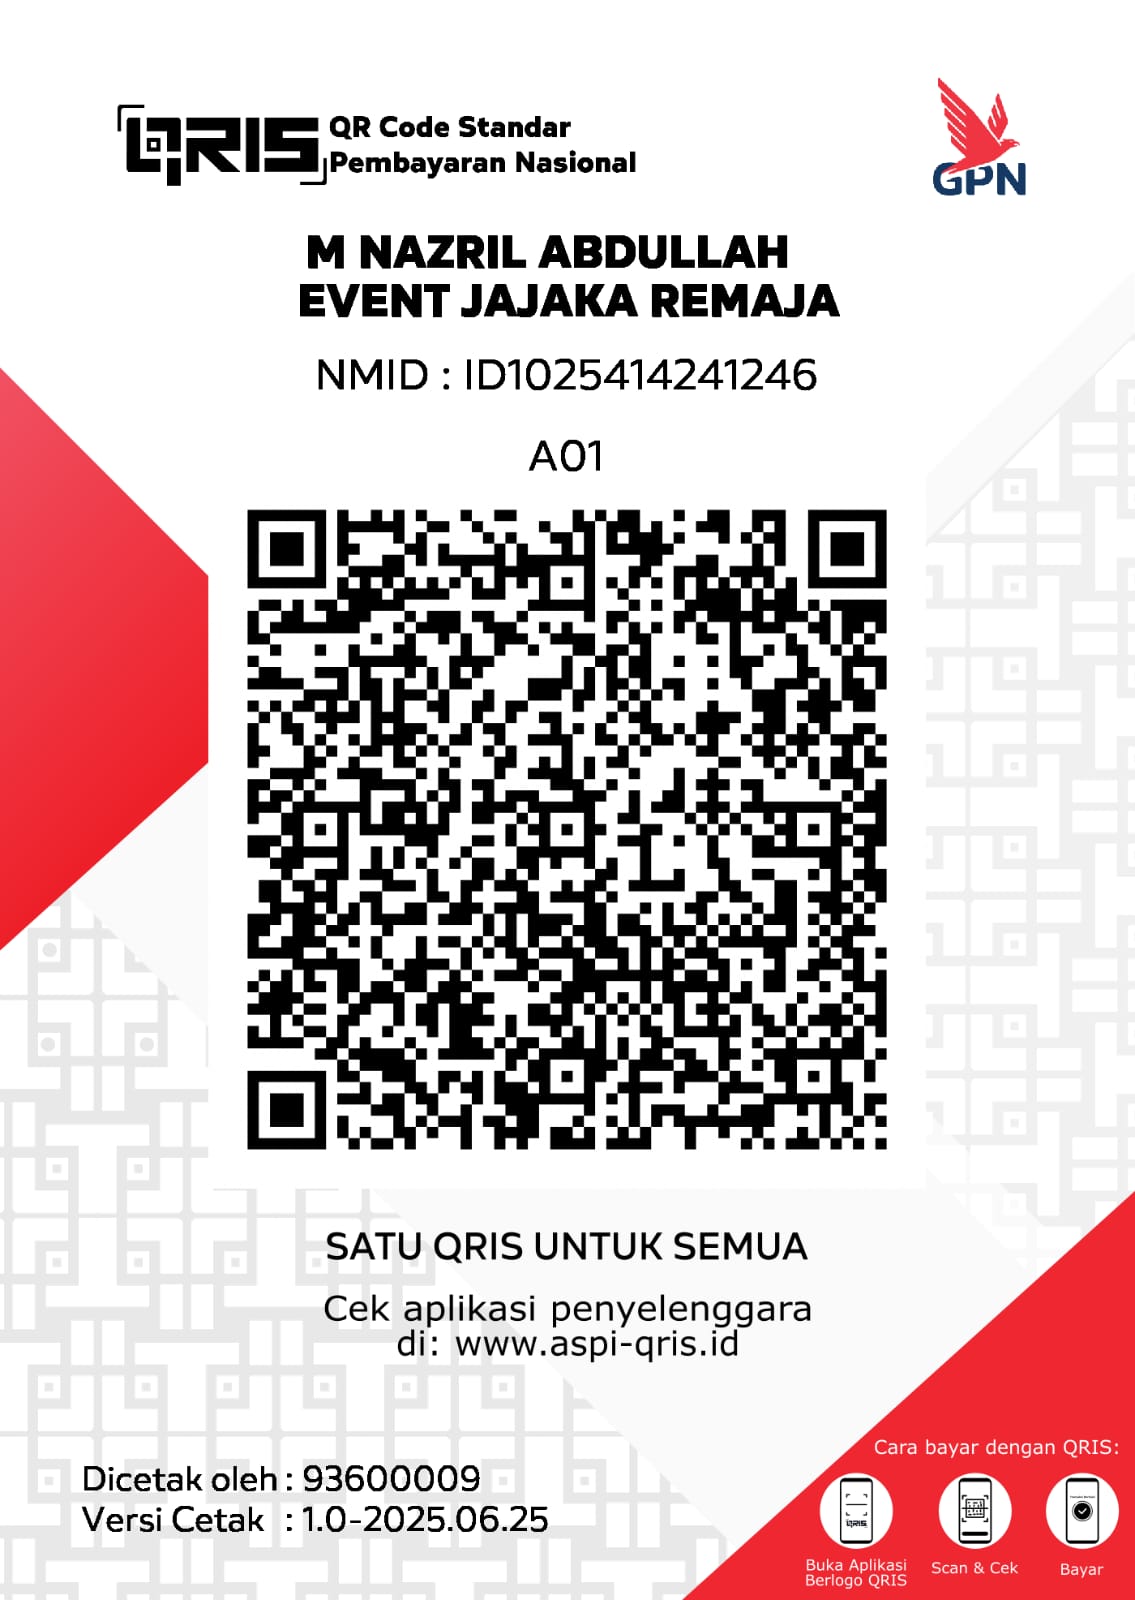 QRIS
QR Code Standar
Pembayaran Nasional
GPN
M NAZRIL ABDULLAH
EVENT JAJAKA REMAJA
NMID : ID1025414241246
A01
SATU QRIS UNTUK SEMUA
Cek aplikasi penyelenggara
di: www.aspi-qris.id
Dicetak oleh : 93600009
Versi Cetak : 1.0-2025.06.25
Cara bayar dengan QRIS:
QRIS
Buka Aplikasi
Berlogo QRIS
Scan & Cek
Bayar